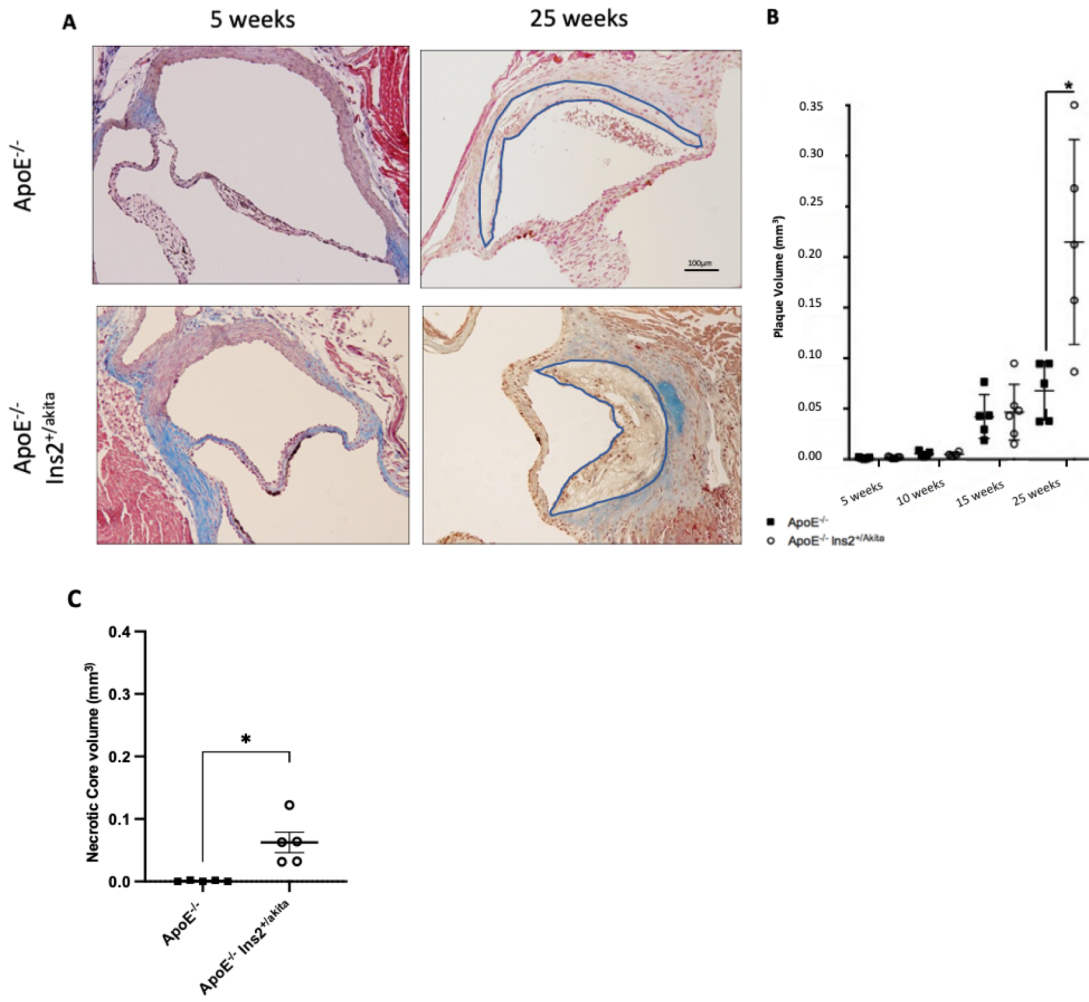 A
5 weeks
25 weeks
ApoE-/-
100μm
ApoE-/-
Ins2+/akita
B
*
Plaque Volume (mm3)
0.35
0.30
0.25
0.20
0.15
0.10
0.05
0.00
5 weeks
10 weeks
15 weeks
25 weeks
ApoE-/-
ApoE-/- Ins2+/Akita
C
Necrotic Core volume (mm3)
0.4
0.3
0.2
0.1
0.0
*
ApoE-/-
ApoE-/- Ins2+/akita